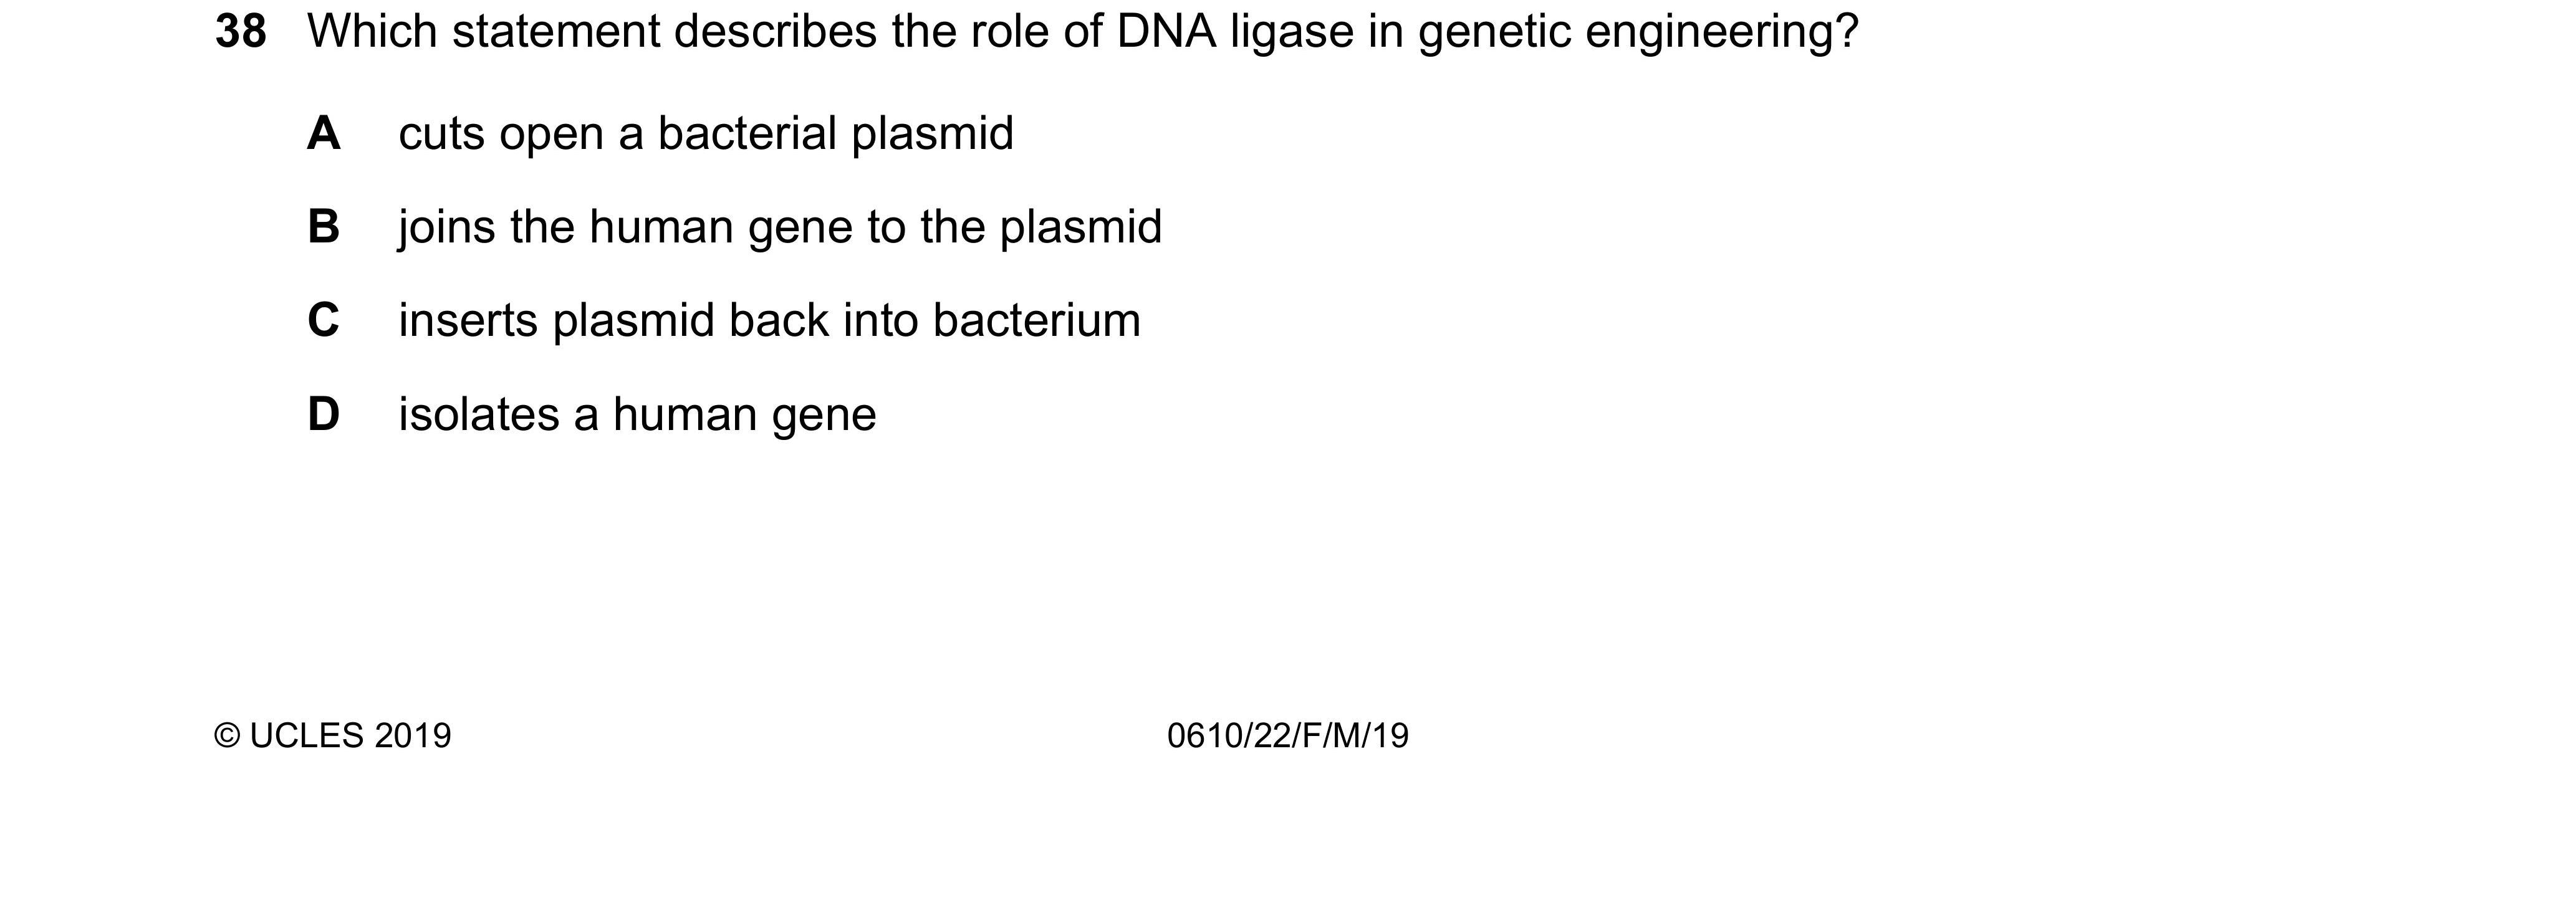 38 Which statement describes the role of DNA ligase in genetic engineering?
A cuts open a bacterial plasmid
B joins the human gene to the plasmid
C inserts plasmid back into bacterium
D isolates a human gene
© UCLES 2019 0610/22/F/M/19